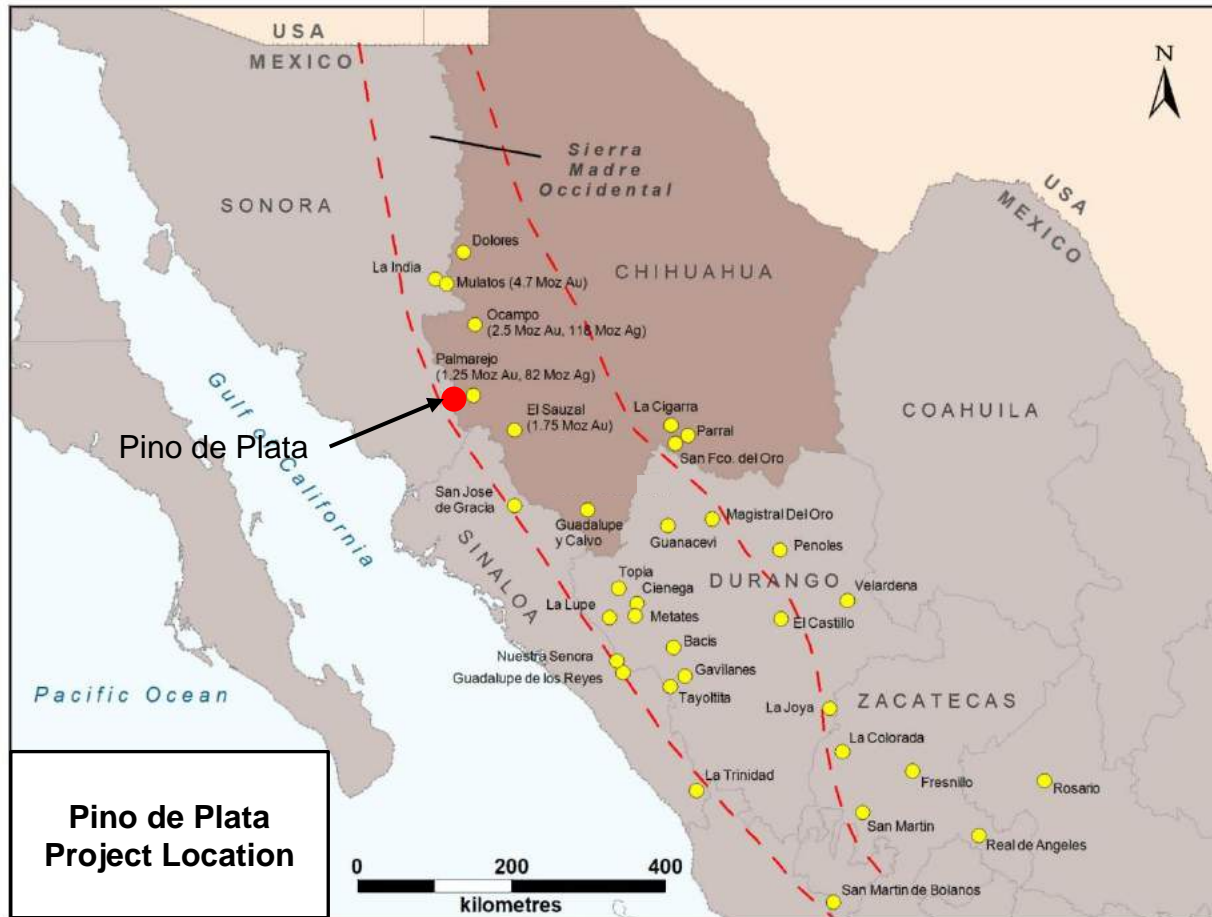 USA
MEXICO
N
Sierra
Madre
Occidental
USA
MEXICO
SONORA
Dolores
La India
CHIHUAHUA
Mulatos (4.7 Moz Au)
Ocampo
(2.5 Moz Au, 118 Moz Ag)
Palmarejo
(1.25 Moz Au, 82 Moz Ag)
Gulf of California
El Sauzal
(1.75 Moz Au)
La Cigarra
COAHUILA
Parral
Pino de Plata
San Fco. del Oro
San Jose
de Gracia
Guadalupe
y Calvo
Magistral Del Oro
Guanacevi
Penoles
SINALOA
Topia
DURANGO
Cienega
Velardena
La Lupe
Metates
El Castillo
Bacis
Nuestra Senora
Guadalupe de los Reyes
Gavilanes
Tayoltita
Pacific Ocean
La Joya
ZACATECAS
La Colorada
La Trinidad
Fresnillo
Rosario
San Martin
Real de Angeles
Pino de Plata
Project Location
0 200 400
kilometres
San Martin de Bolanos